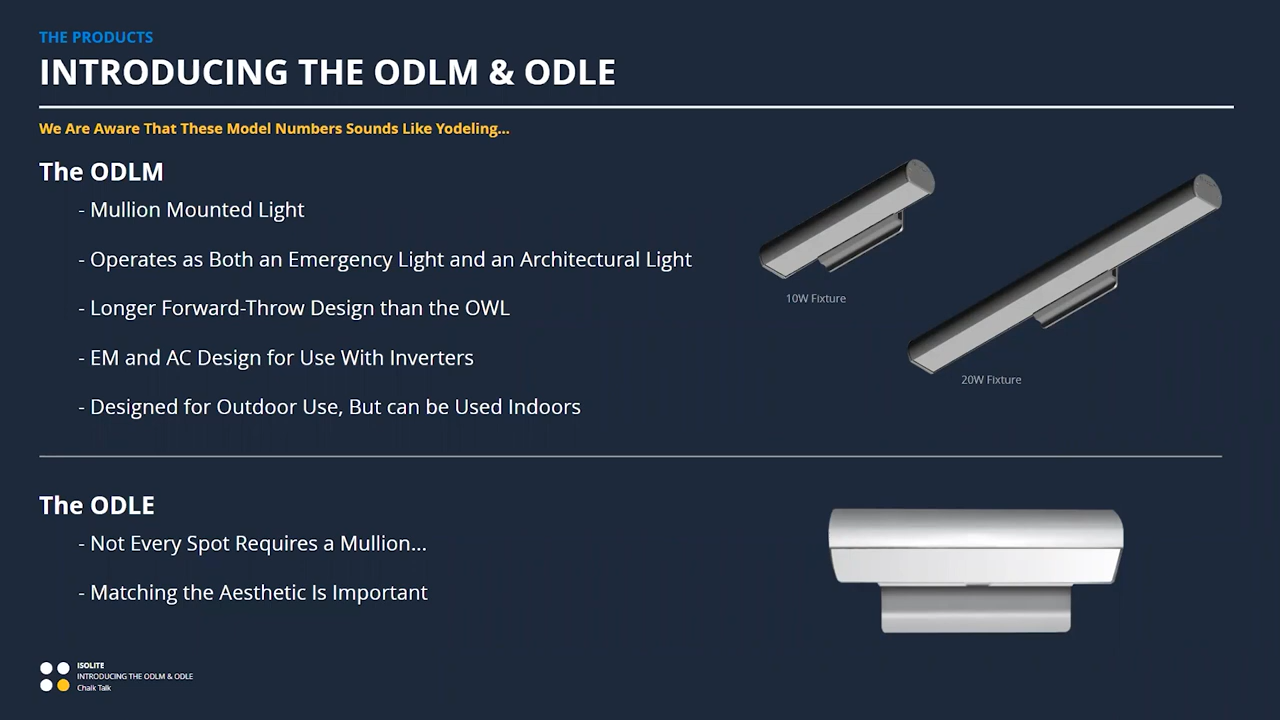 THE PRODUCTS
INTRODUCING THE ODLM & ODLE
We Are Aware That These Model Numbers Sounds Like Yodeling...
The ODLM
- Mullion Mounted Light
- Operates as Both an Emergency Light and an Architectural Light
- Longer Forward-Throw Design than the OWL
- EM and AC Design for Use With Inverters
- Designed for Outdoor Use, But can be Used Indoors
10W Fixture
20W Fixture
The ODLE
- Not Every Spot Requires a Mullion...
- Matching the Aesthetic Is Important
ISOLITE
INTRODUCING THE ODLM & ODLE
Chalk Talk